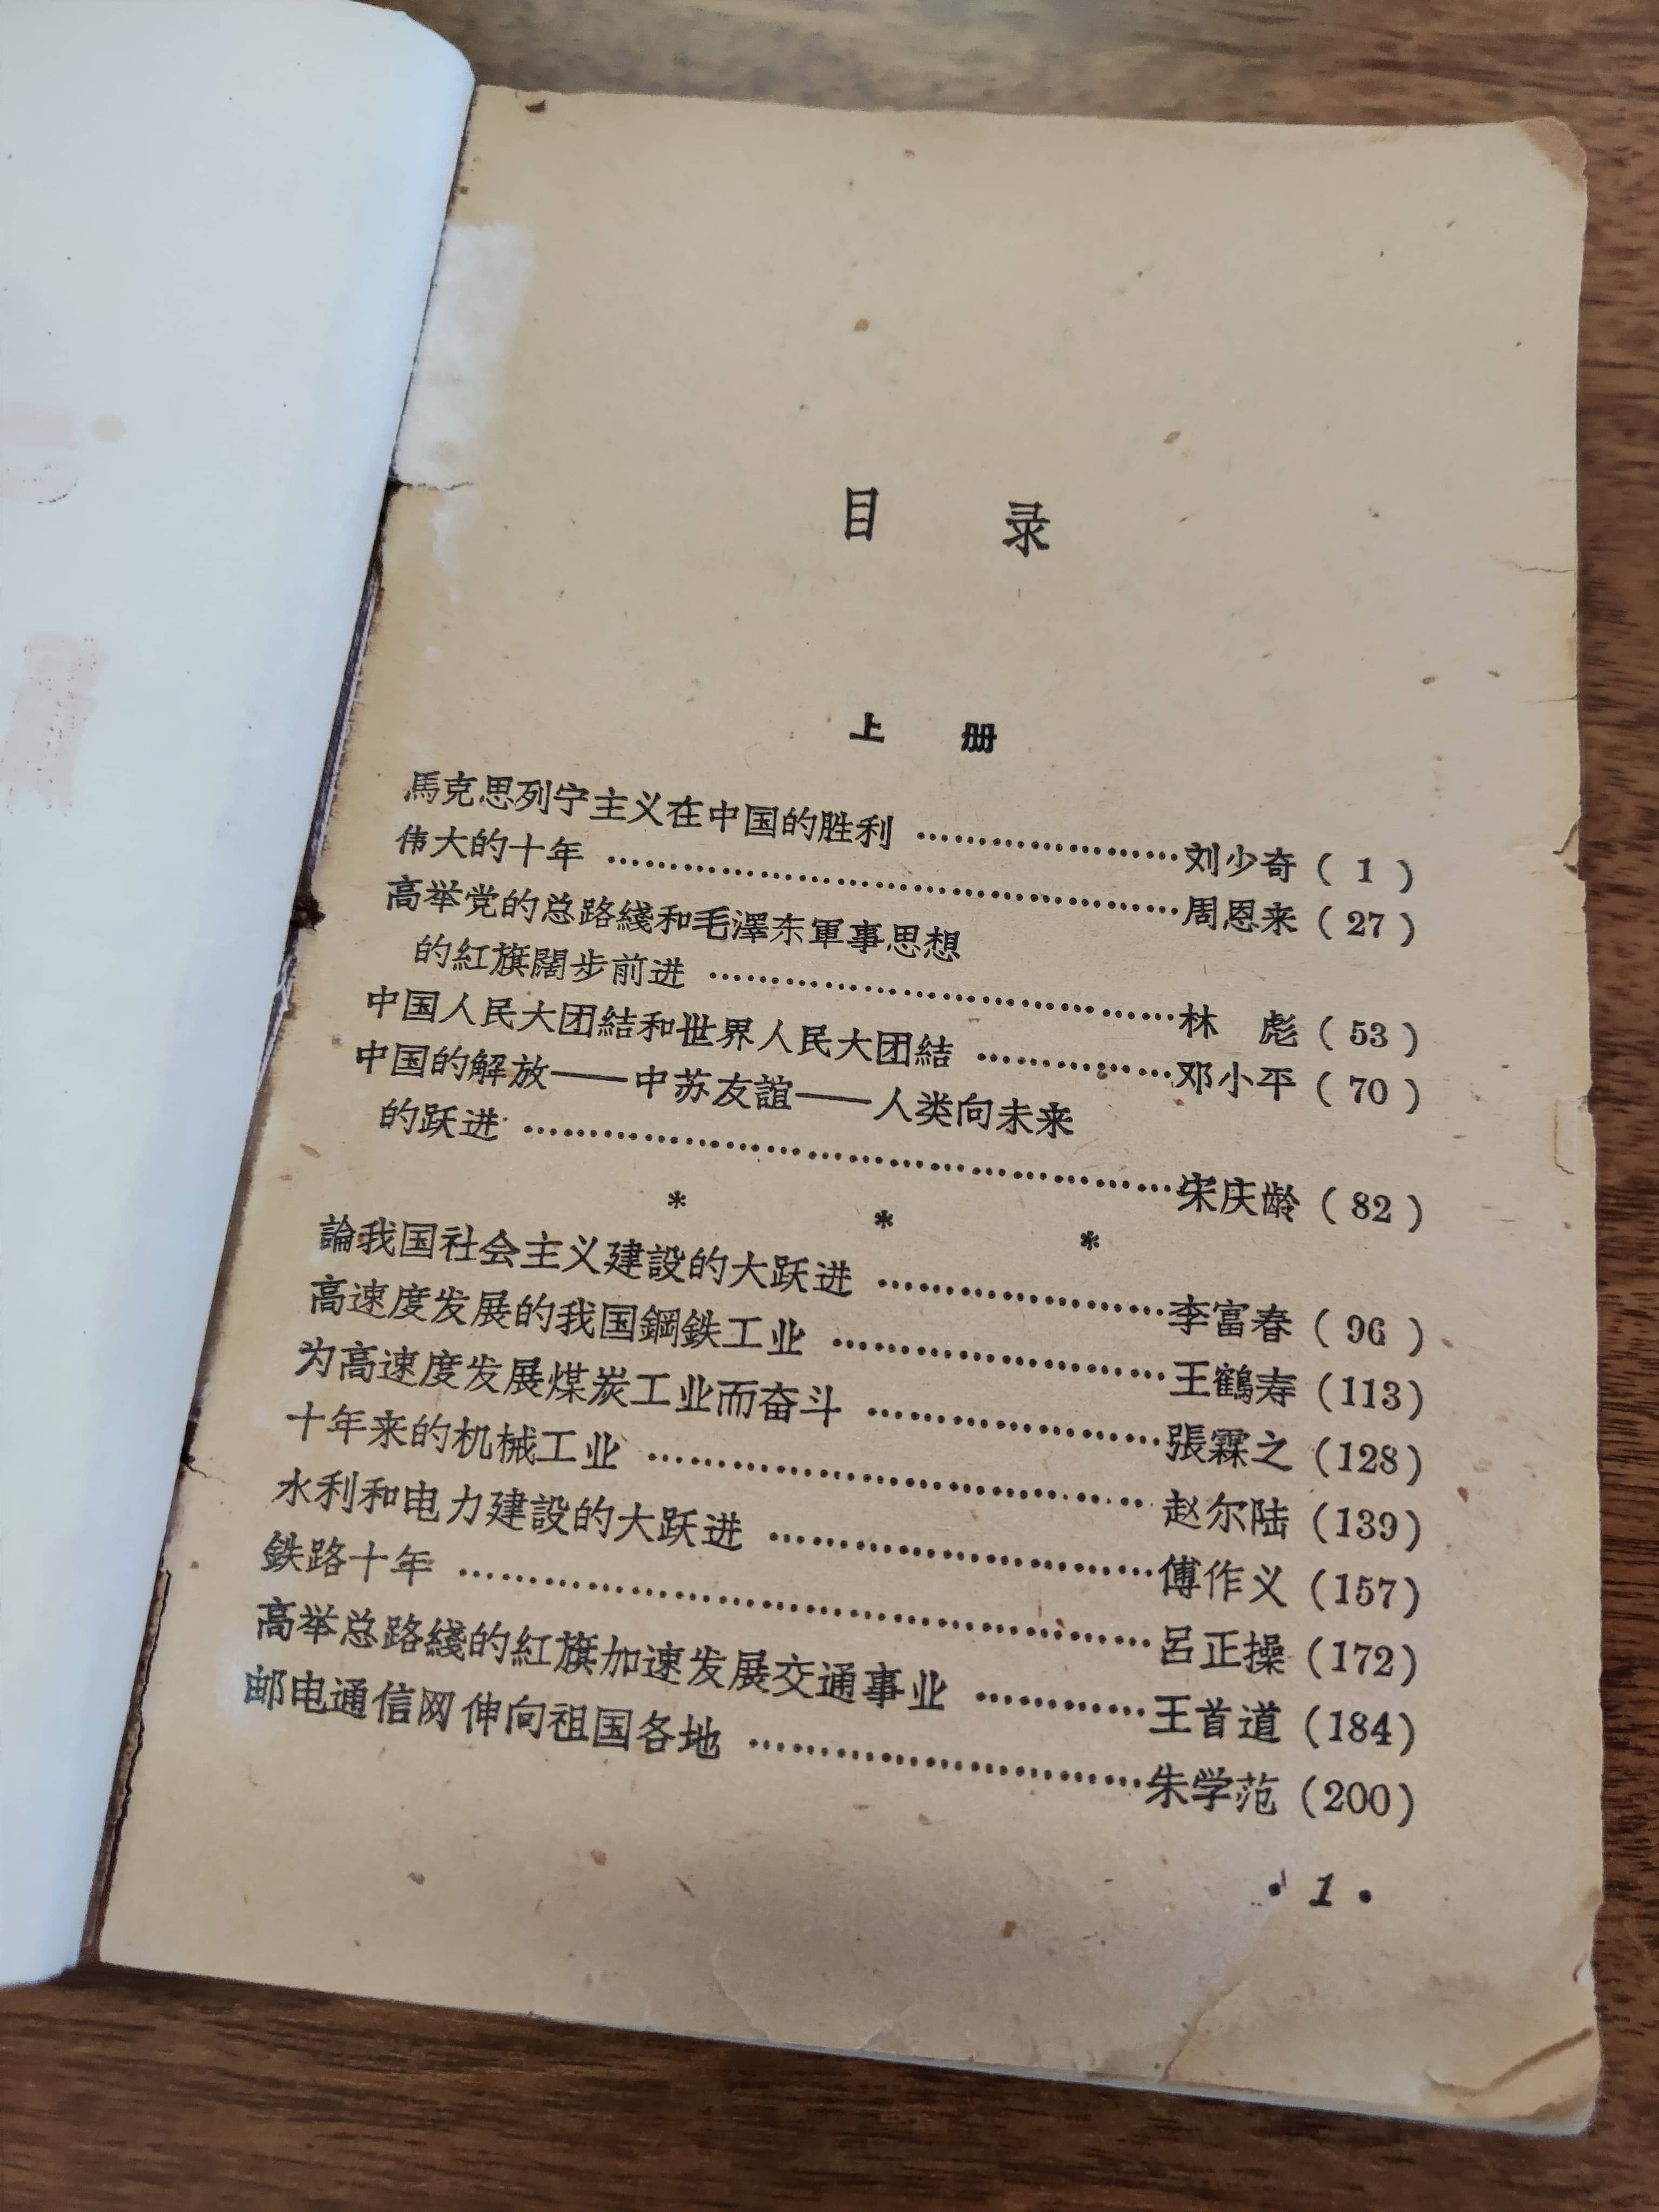 目 录
上 册
馬克思列宁主义在中国的胜利 ……………………刘少奇 ( 1 )
伟大的十年 ……………………………………………周恩来 ( 27 )
高举党的总路綫和毛澤东軍事思想
的紅旗闊步前进 ……………………………………林 彪 ( 53 )
中国人民大团結和世界人民大团結 ………………邓小平 ( 70 )
中国的解放——中苏友誼——人类向未来
的跃进 …………………………………………………宋庆龄 ( 82 )
* * *
論我国社会主义建設的大跃进 ……………………李富春 ( 96 )
高速度发展的我国鋼鉄工业 ………………………王鶴寿 (113)
为高速度发展煤炭工业而奋斗 ……………………張霖之 (128)
十年来的机械工业 …………………………………赵尔陆 (139)
水利和电力建設的大跃进 …………………………傅作义 (157)
鉄路十年 ………………………………………………呂正操 (172)
高举总路綫的紅旗加速发展交通事业 ……………王首道 (184)
邮电通信网伸向祖国各地 …………………………朱学范 (200)
• 1 •